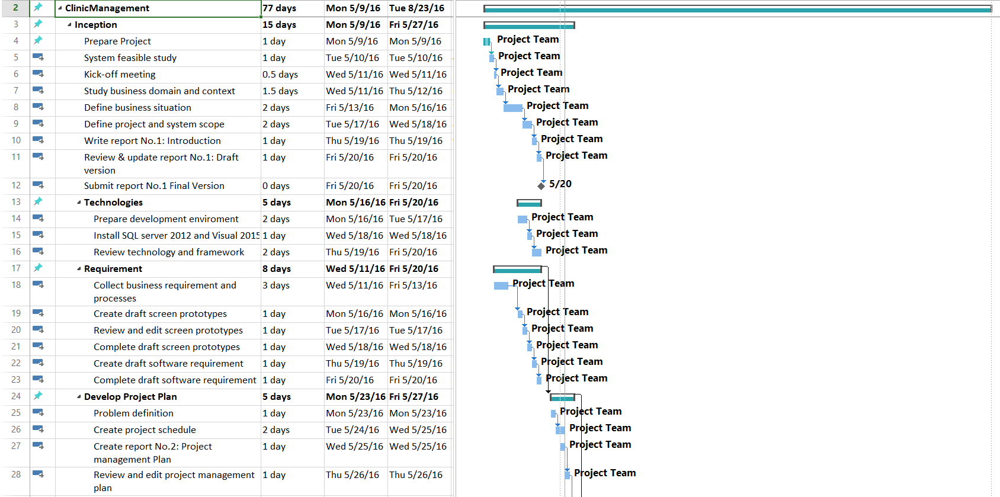 2 ClinicManagement 77 days Mon 5/9/16 Tue 8/23/16
3 Inception 15 days Mon 5/9/16 Fri 5/27/16
4 Prepare Project 1 day Mon 5/9/16 Mon 5/9/16 Project Team
5 System feasible study 1 day Tue 5/10/16 Tue 5/10/16 Project Team
6 Kick-off meeting 0.5 days Wed 5/11/16 Wed 5/11/16 Project Team
7 Study business domain and context 1.5 days Wed 5/11/16 Thu 5/12/16 Project Team
8 Define business situation 2 days Fri 5/13/16 Mon 5/16/16 Project Team
9 Define project and system scope 2 days Tue 5/17/16 Wed 5/18/16 Project Team
10 Write report No.1: Introduction 1 day Thu 5/19/16 Thu 5/19/16 Project Team
11 Review & update report No.1: Draft 1 day Fri 5/20/16 Fri 5/20/16 Project Team
version
12 Submit report No.1 Final Version 0 days Fri 5/20/16 Fri 5/20/16 5/20
13 Technologies 5 days Mon 5/16/16 Fri 5/20/16
14 Prepare development enviroment 2 days Mon 5/16/16 Tue 5/17/16 Project Team
15 Install SQL server 2012 and Visual 2015 1 day Wed 5/18/16 Wed 5/18/16 Project Team
16 Review technology and framework 2 days Thu 5/19/16 Fri 5/20/16 Project Team
17 Requirement 8 days Wed 5/11/16 Fri 5/20/16
18 Collect business requirement and 3 days Wed 5/11/16 Fri 5/13/16 Project Team
processes
19 Create draft screen prototypes 1 day Mon 5/16/16 Mon 5/16/16 Project Team
20 Review and edit screen prototypes 1 day Tue 5/17/16 Tue 5/17/16 Project Team
21 Complete draft screen prototypes 1 day Wed 5/18/16 Wed 5/18/16 Project Team
22 Create draft software requirement 1 day Thu 5/19/16 Thu 5/19/16 Project Team
23 Complete draft software requirement 1 day Fri 5/20/16 Fri 5/20/16 Project Team
24 Develop Project Plan 5 days Mon 5/23/16 Fri 5/27/16
25 Problem definition 1 day Mon 5/23/16 Mon 5/23/16 Project Team
26 Create project schedule 2 days Tue 5/24/16 Wed 5/25/16 Project Team
27 Create report No.2: Project 1 day Wed 5/25/16 Wed 5/25/16 Project Team
management Plan
28 Review and edit project management 1 day Thu 5/26/16 Thu 5/26/16 Project Team
plan